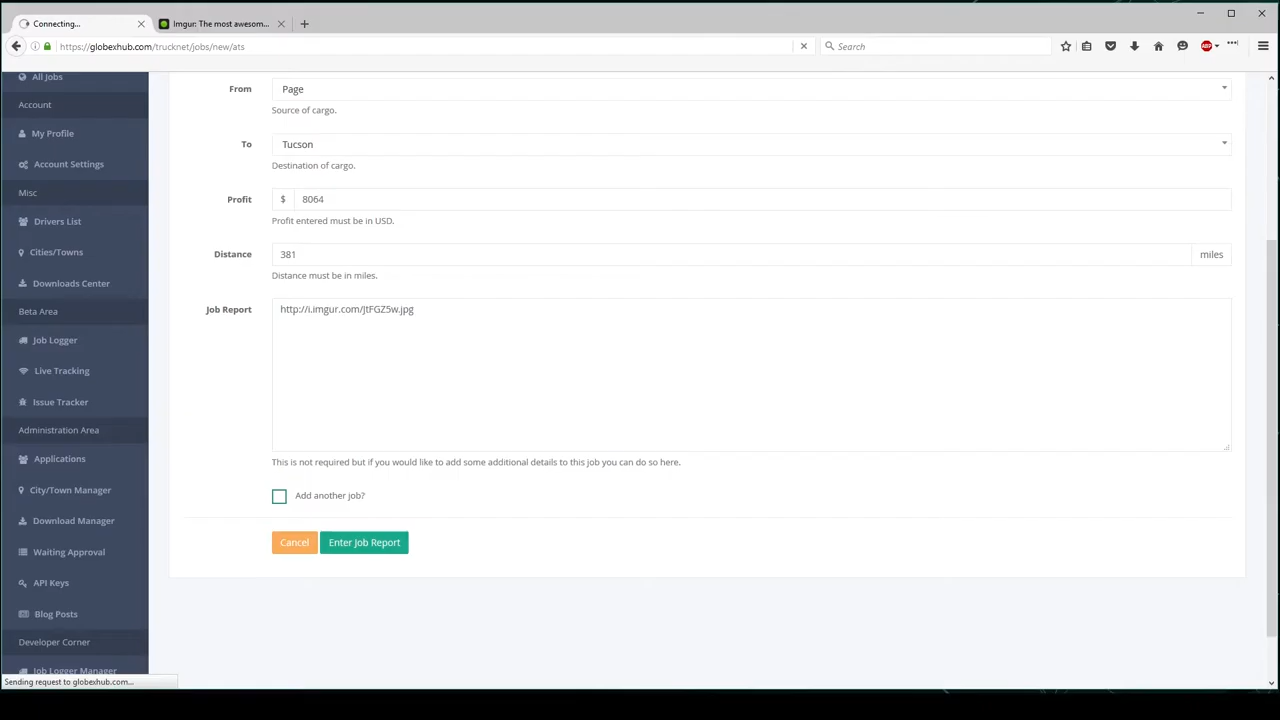 Connecting...
Imgur: The most awesom...
https://globexhub.com/trucknet/jobs/new/ats
Search
ABP
All Jobs
Account
My Profile
Account Settings
Misc
Drivers List
Cities/Towns
Downloads Center
Beta Area
Job Logger
Live Tracking
Issue Tracker
Administration Area
Applications
City/Town Manager
Download Manager
Waiting Approval
API Keys
Blog Posts
Developer Corner
Job Logger Manager
From
Page
Source of cargo.
To
Tucson
Destination of cargo.
Profit
$ 8064
Profit entered must be in USD.
Distance
381 miles
Distance must be in miles.
Job Report
http://i.imgur.com/JtFGZ5w.jpg
This is not required but if you would like to add some additional details to this job you can do so here.
Add another job?
Cancel Enter Job Report
Sending request to globexhub.com...